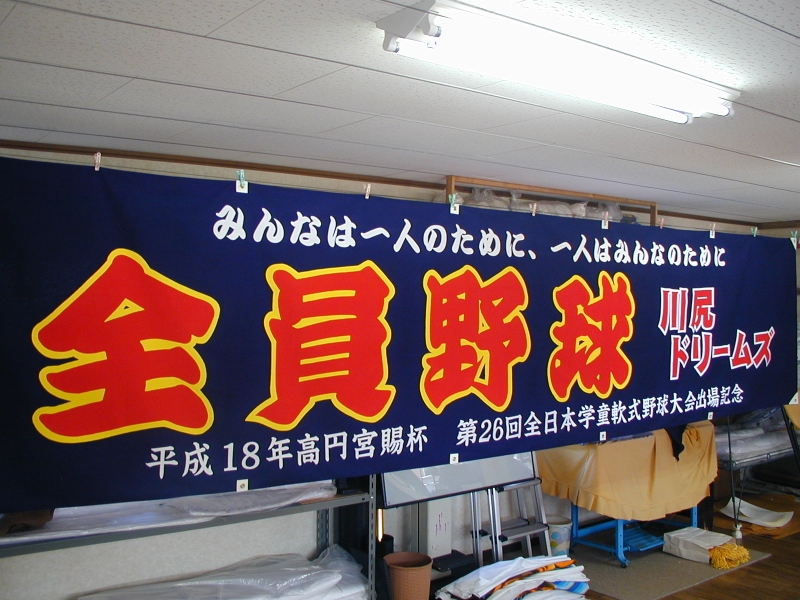 みんなは一人のために、一人はみんなのために
全員野球
川尻
ドリームズ
平成18年高円宮賜杯 第26回全日本学童軟式野球大会出場記念